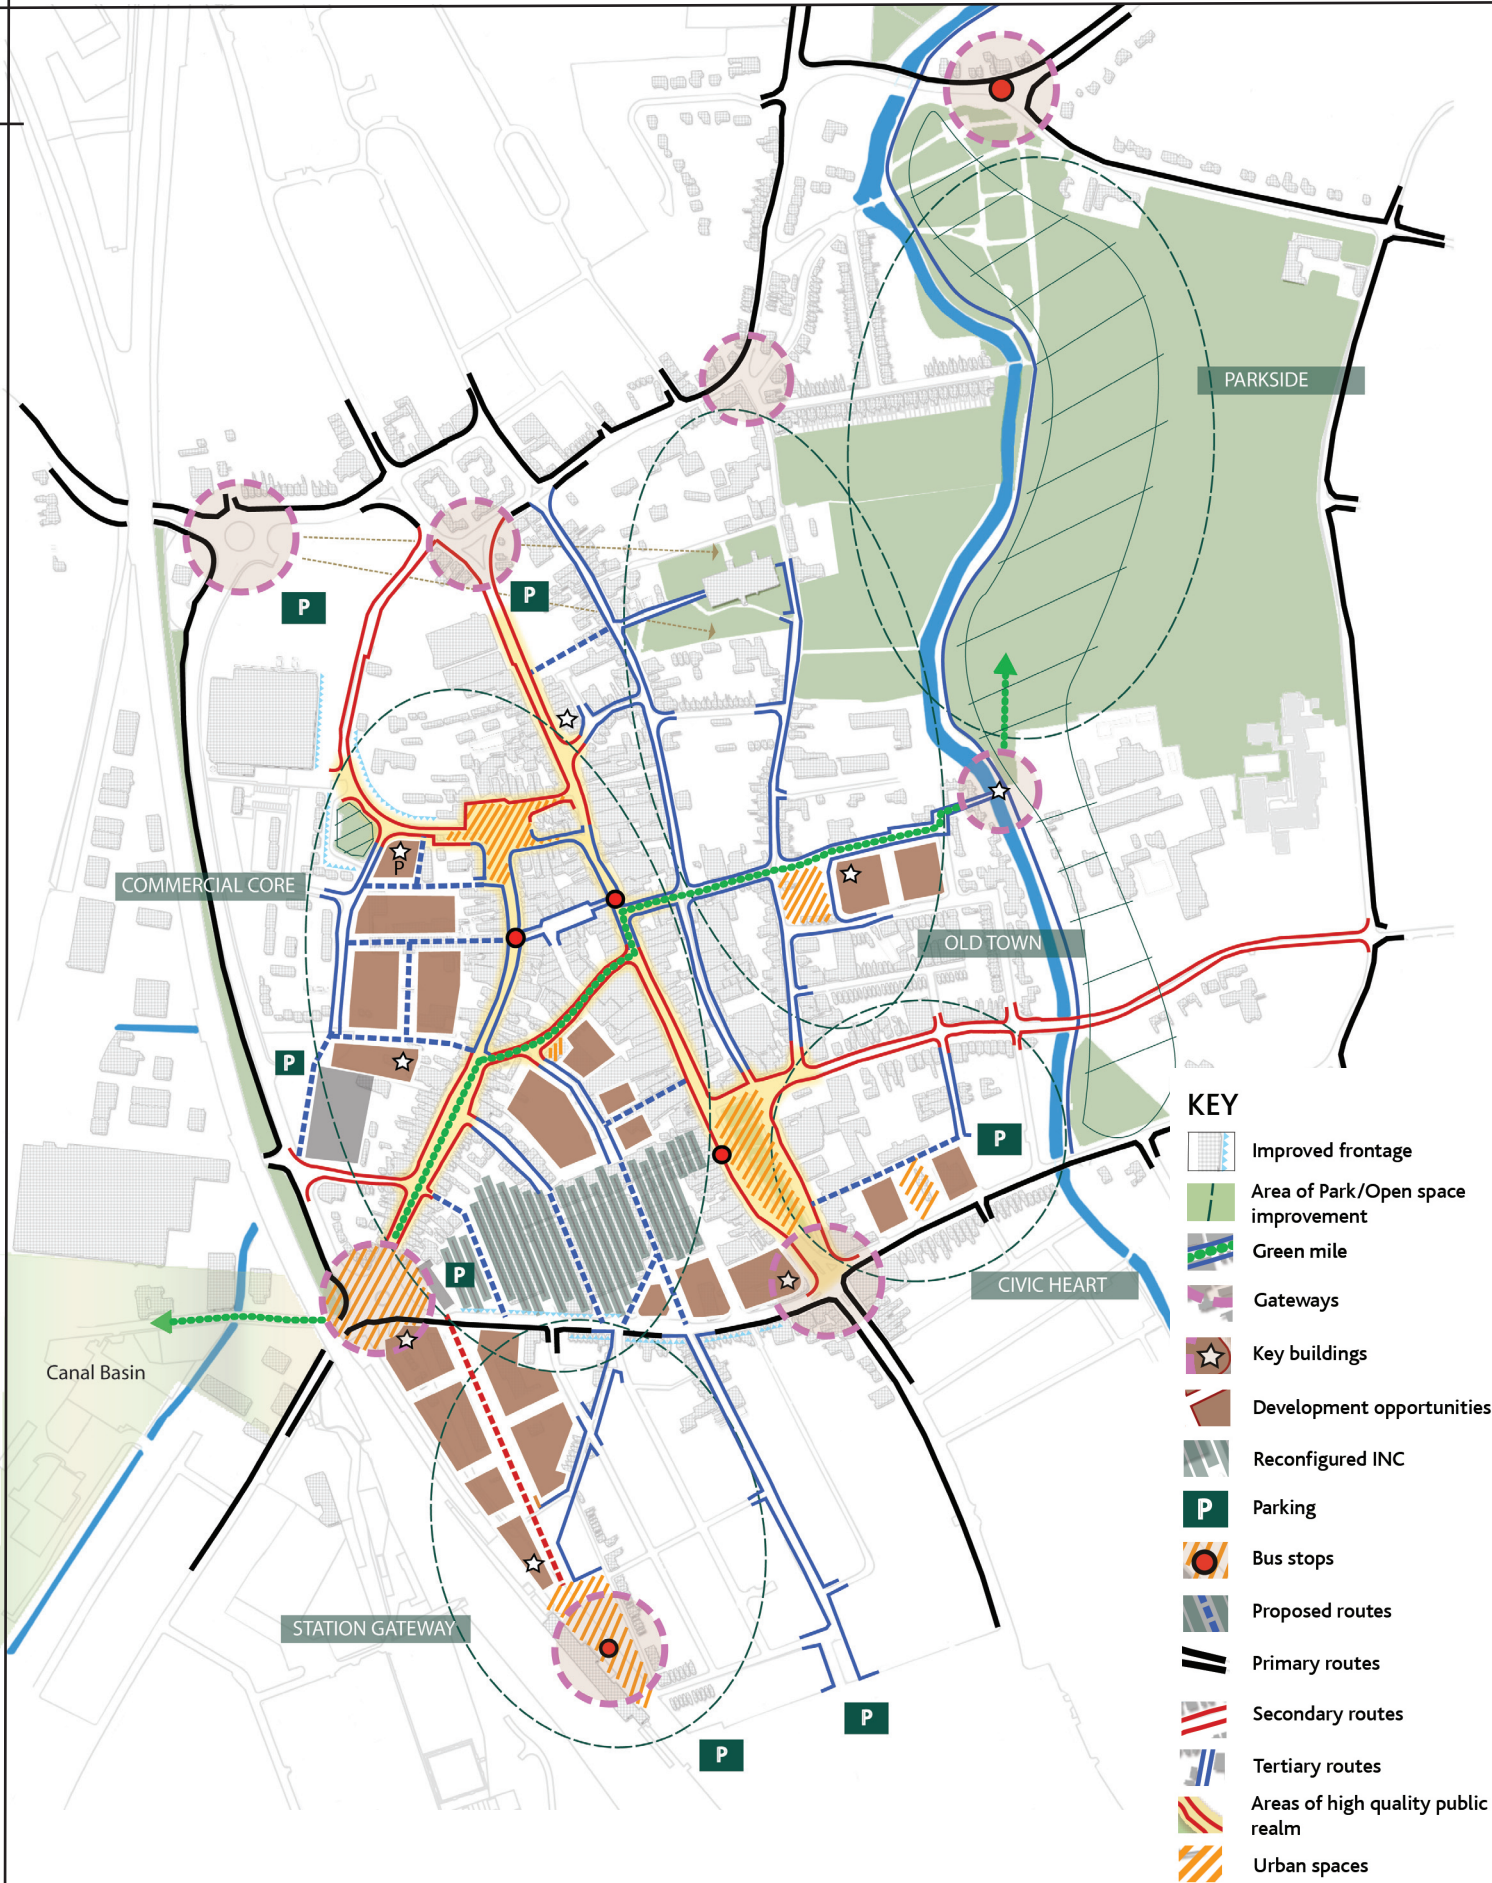 PARKSIDE
P
P
P
COMMERCIAL CORE
OLD TOWN
P
KEY
P
Improved frontage
Area of Park/Open space
improvement
Green mile
P
CIVIC HEART
Gateways
Canal Basin
Key buildings
Development opportunities
Reconfigured INC
P
Parking
Bus stops
Proposed routes
STATION GATEWAY
Primary routes
P
Secondary routes
P
Tertiary routes
Areas of high quality public
realm
Urban spaces